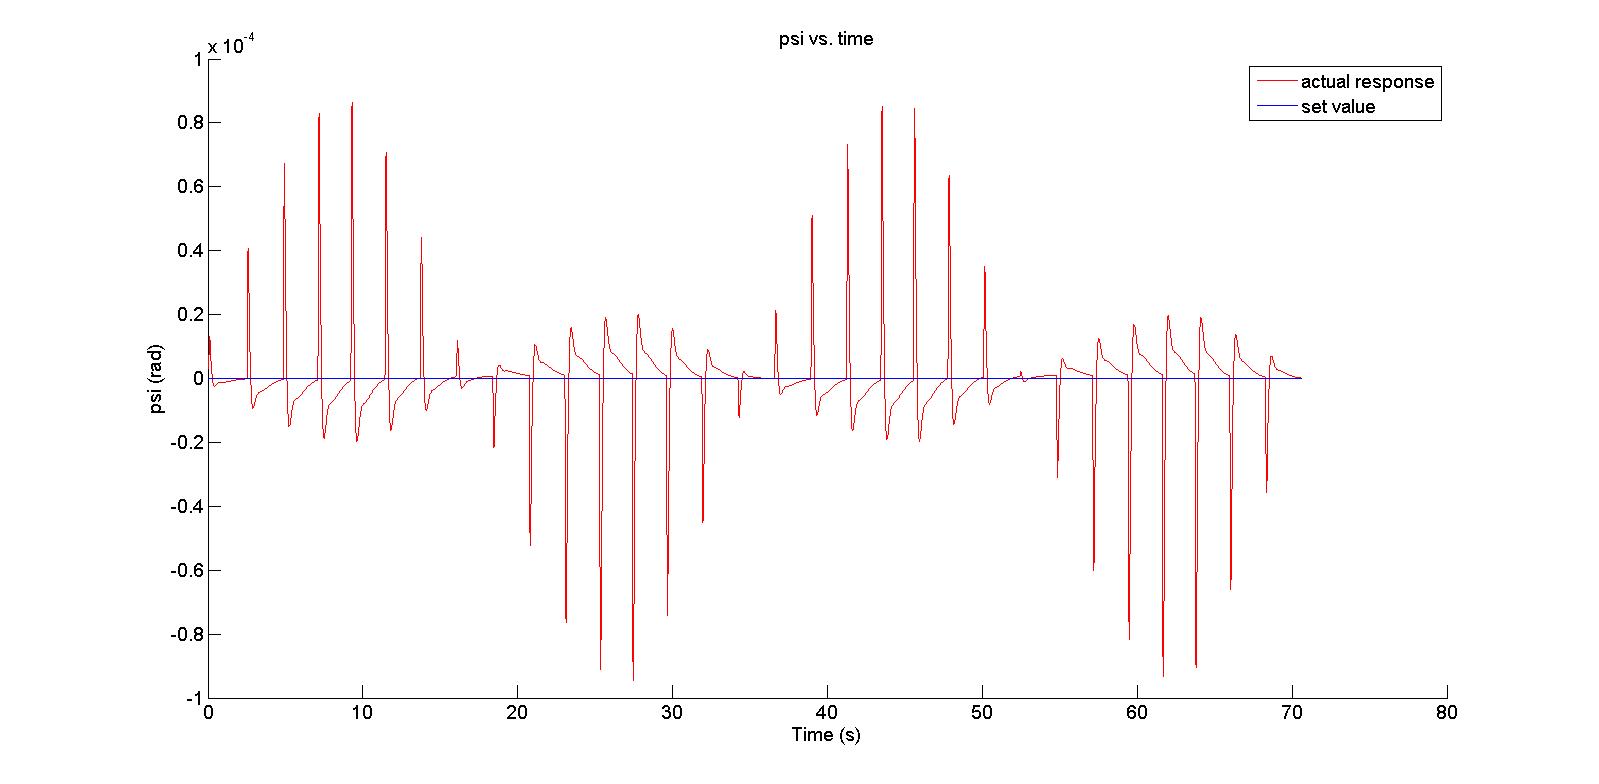 psi vs. time
x 10-4
1
0.8
0.6
0.4
0.2
0
-0.2
-0.4
-0.6
-0.8
-1
psi (rad)
actual response
set value
0 10 20 30 40 50 60 70 80
Time (s)